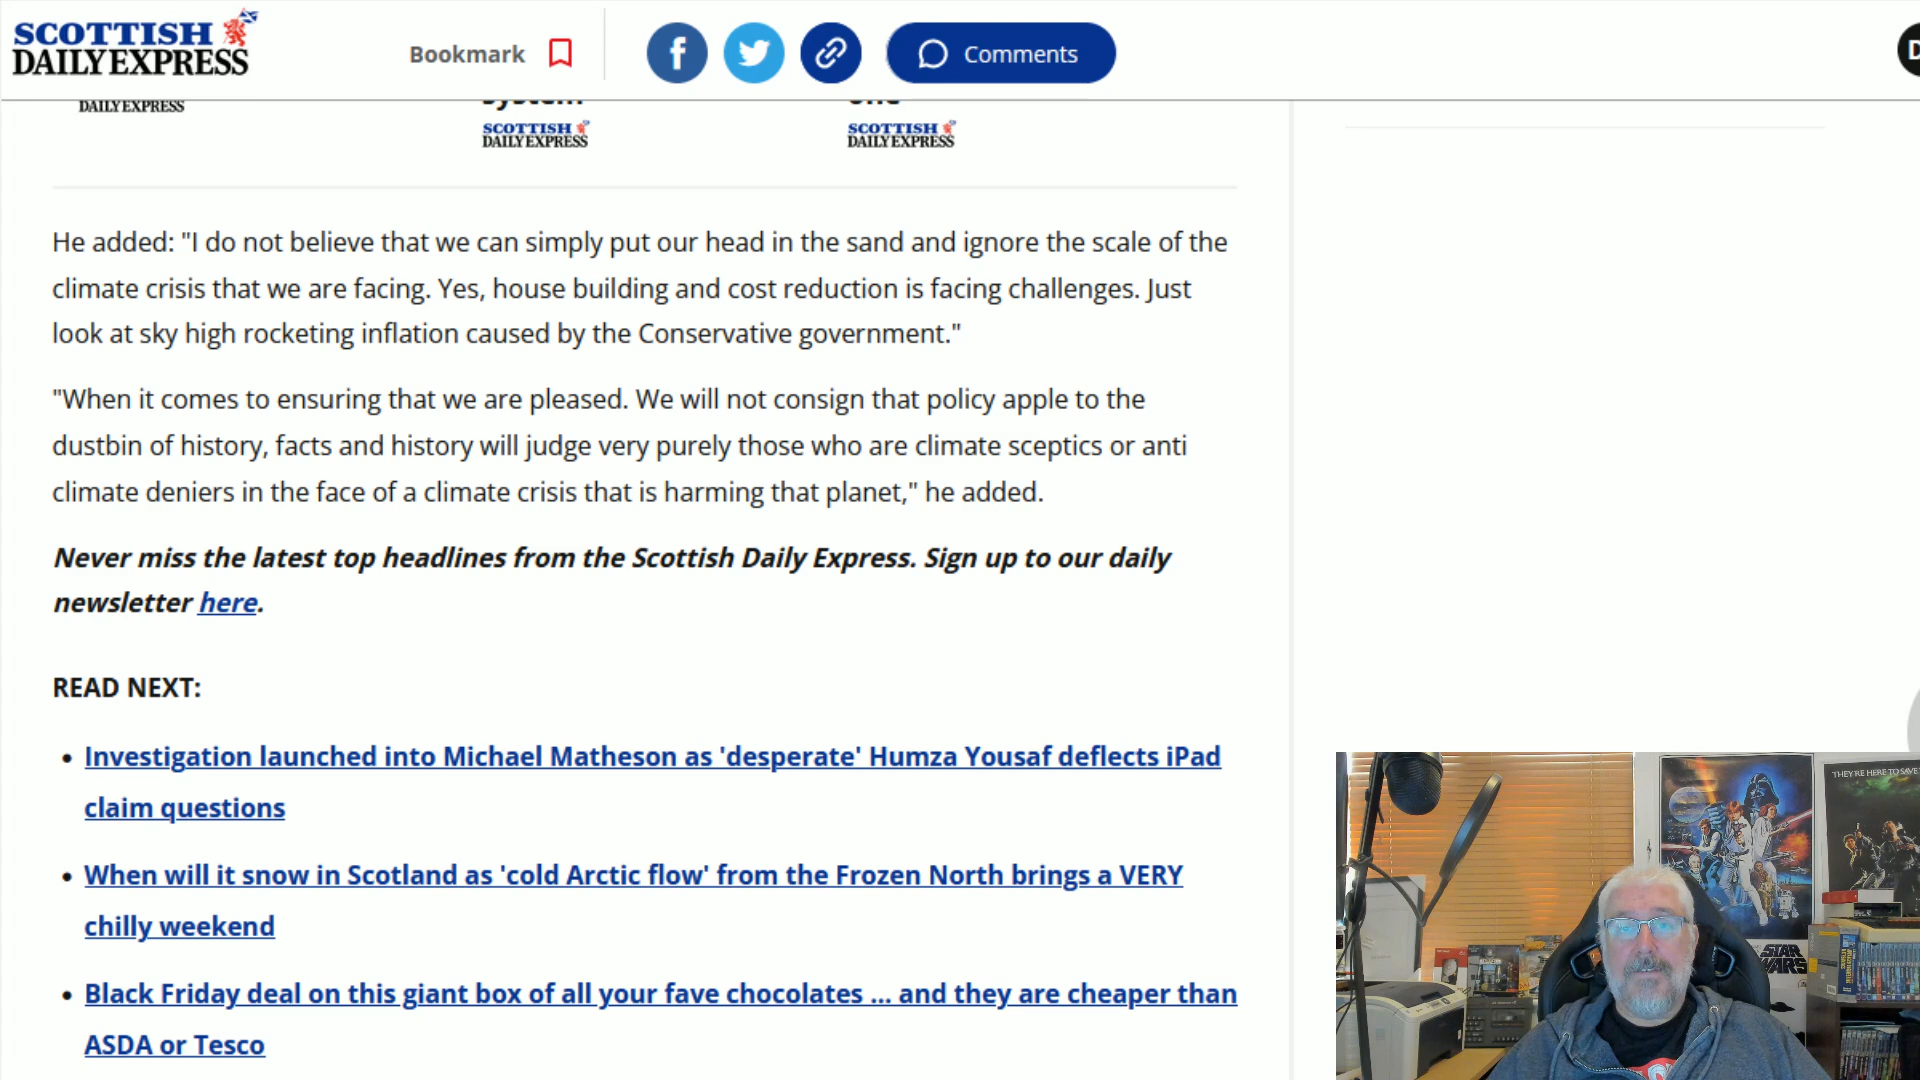 SCOTTISH
DAILY EXPRESS
Bookmark
Comments
D
DAILY EXPRESS
system
one
SCOTTISH
DAILY EXPRESS
SCOTTISH
DAILY EXPRESS
He added: "I do not believe that we can simply put our head in the sand and ignore the scale of the
climate crisis that we are facing. Yes, house building and cost reduction is facing challenges. Just
look at sky high rocketing inflation caused by the Conservative government."
"When it comes to ensuring that we are pleased. We will not consign that policy apple to the
dustbin of history, facts and history will judge very purely those who are climate sceptics or anti
climate deniers in the face of a climate crisis that is harming that planet," he added.
Never miss the latest top headlines from the Scottish Daily Express. Sign up to our daily
newsletter here.
READ NEXT:
Investigation launched into Michael Matheson as 'desperate' Humza Yousaf deflects iPad
claim questions
When will it snow in Scotland as 'cold Arctic flow' from the Frozen North brings a VERY
chilly weekend
Black Friday deal on this giant box of all your fave chocolates ... and they are cheaper than
ASDA or Tesco
THEY'RE HERE TO SAVE
STAR
WARS